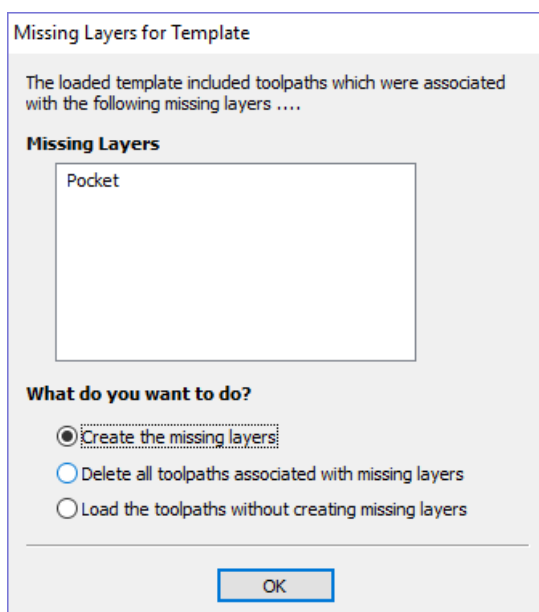 Missing Layers for Template
The loaded template included toolpaths which were associated
with the following missing layers ....
Missing Layers
Pocket
What do you want to do?
Create the missing layers
Delete all toolpaths associated with missing layers
Load the toolpaths without creating missing layers
OK